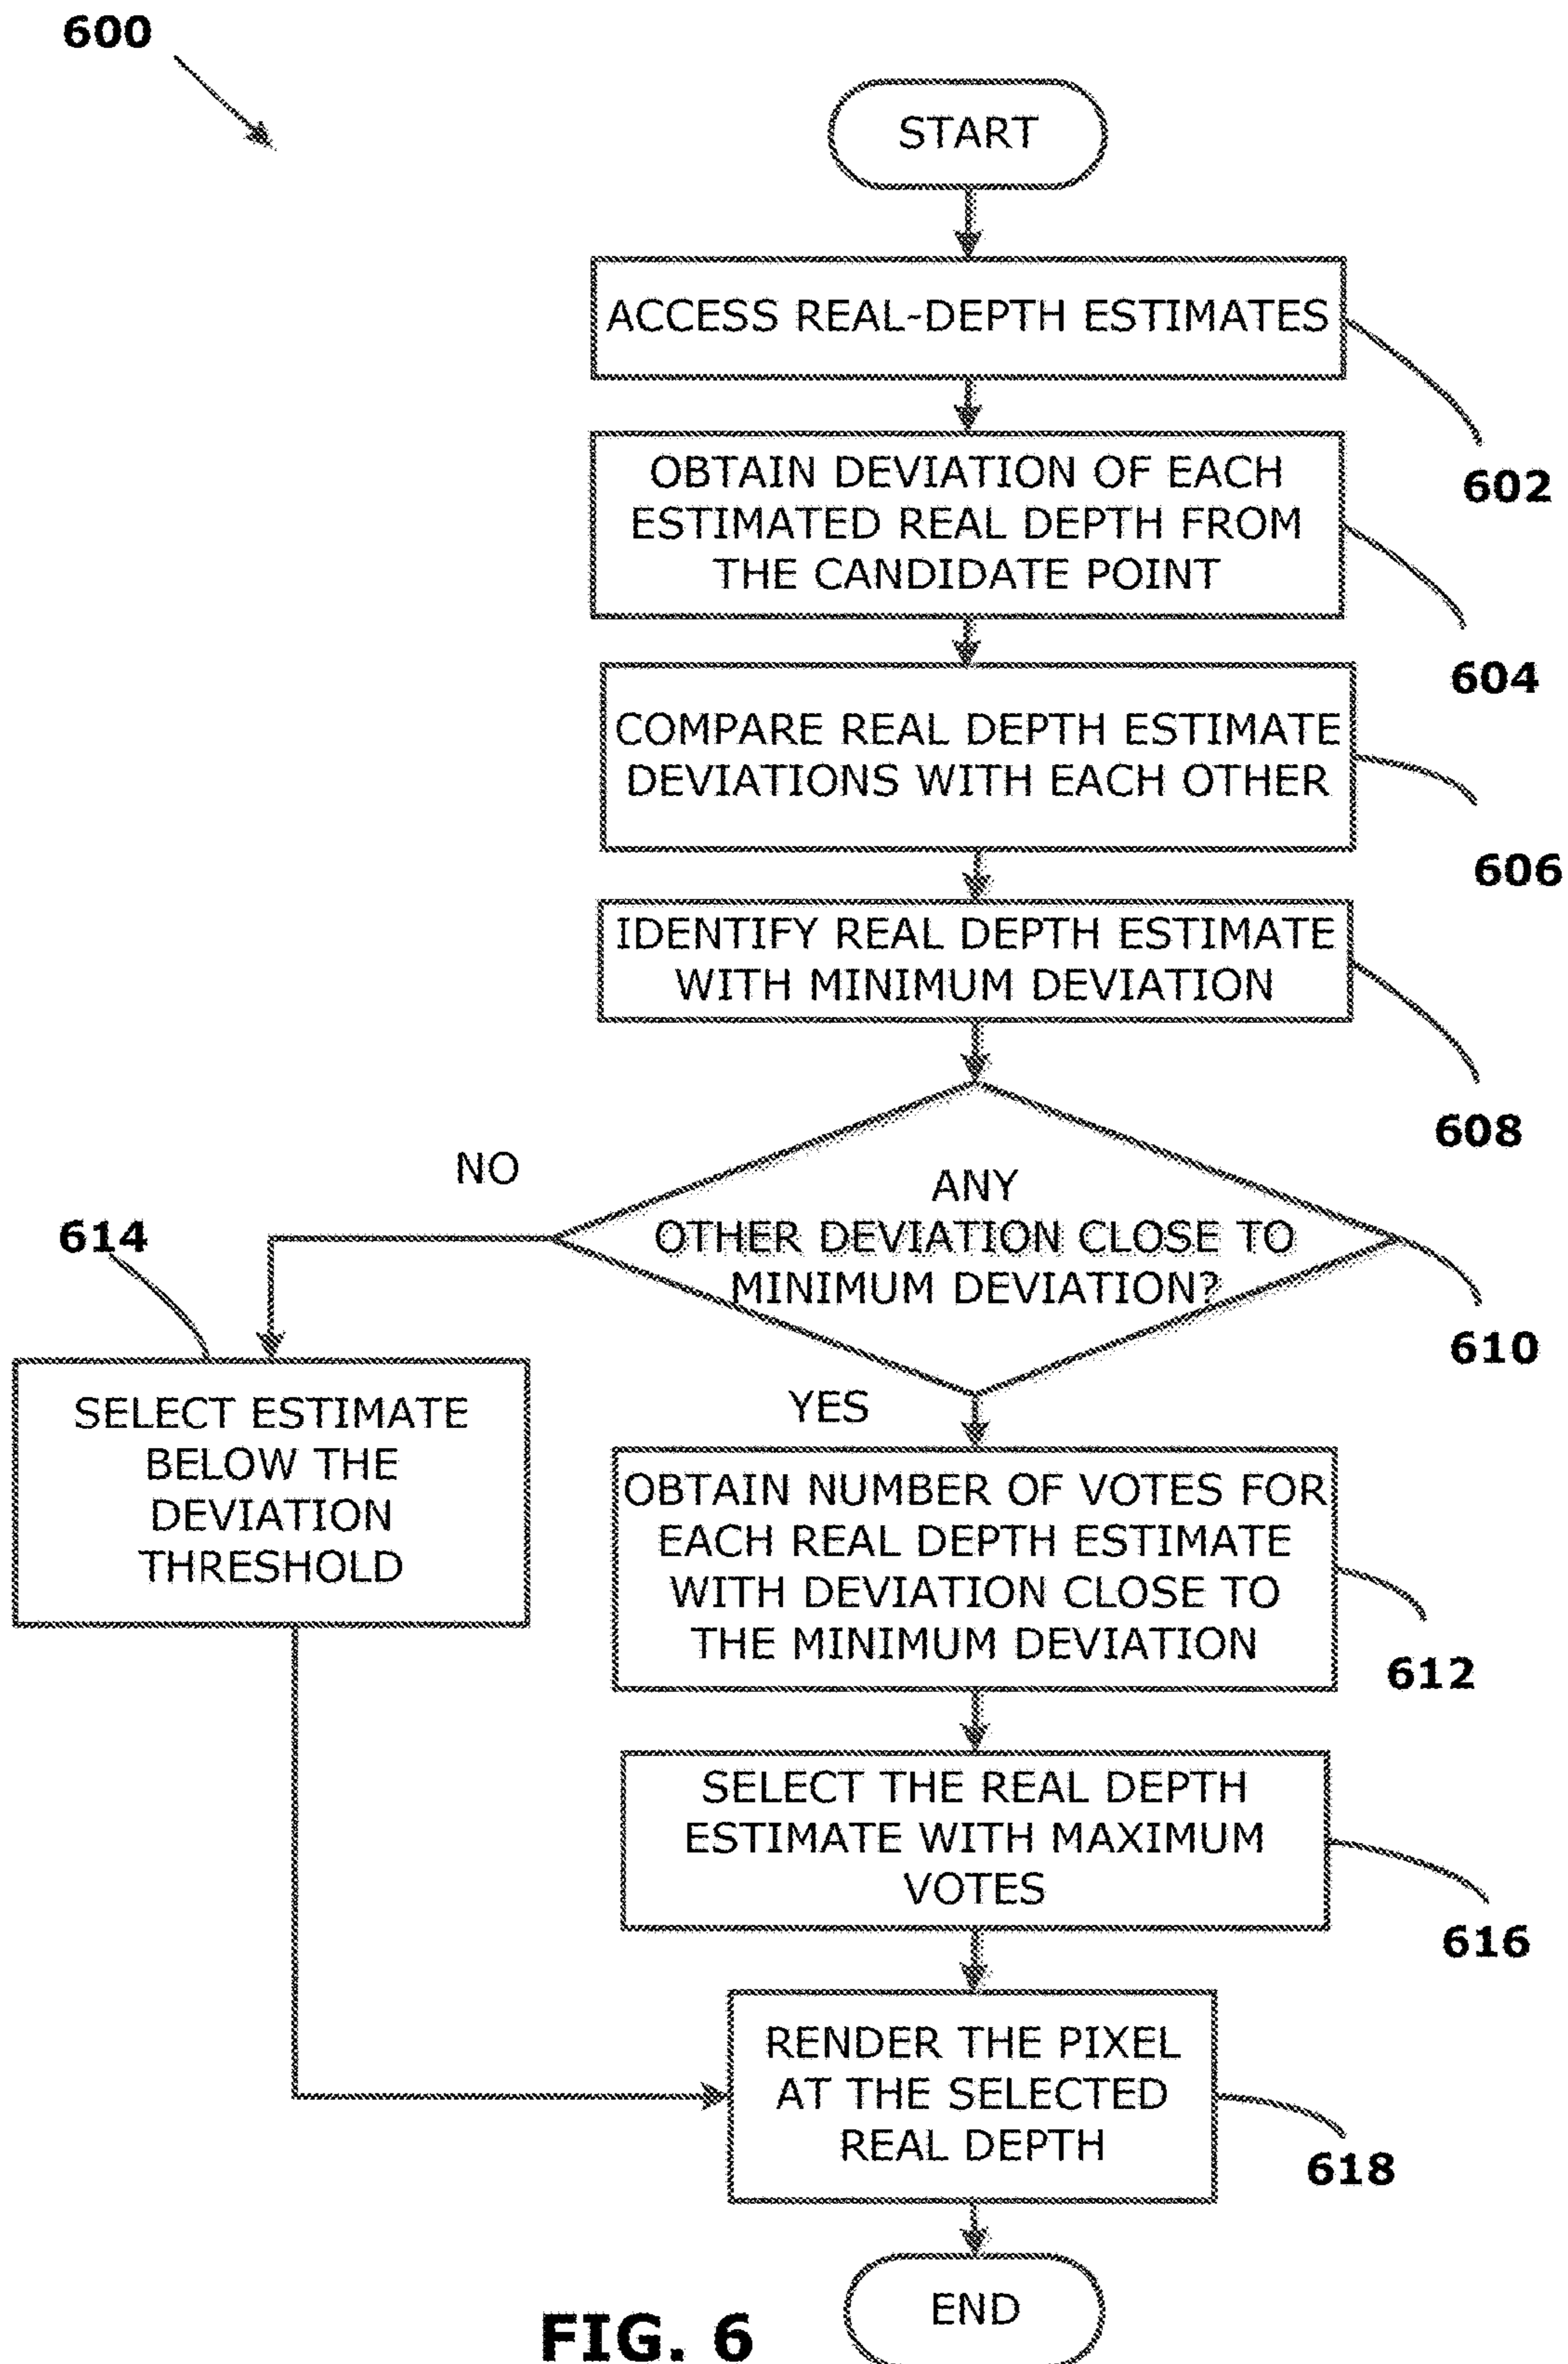 600
START
ACCESS REAL-DEPTH ESTIMATES
602
OBTAIN DEVIATION OF EACH
ESTIMATED REAL DEPTH FROM
THE CANDIDATE POINT
604
COMPARE REAL DEPTH ESTIMATE
DEVIATIONS WITH EACH OTHER
606
IDENTIFY REAL DEPTH ESTIMATE
WITH MINIMUM DEVIATION
608
ANY
OTHER DEVIATION CLOSE TO
MINIMUM DEVIATION?
610
NO
614
SELECT ESTIMATE
BELOW THE
DEVIATION
THRESHOLD
YES
OBTAIN NUMBER OF VOTES FOR
EACH REAL DEPTH ESTIMATE
WITH DEVIATION CLOSE TO
THE MINIMUM DEVIATION
612
SELECT THE REAL DEPTH
ESTIMATE WITH MAXIMUM
VOTES
616
RENDER THE PIXEL
AT THE SELECTED
REAL DEPTH
618
END
FIG. 6